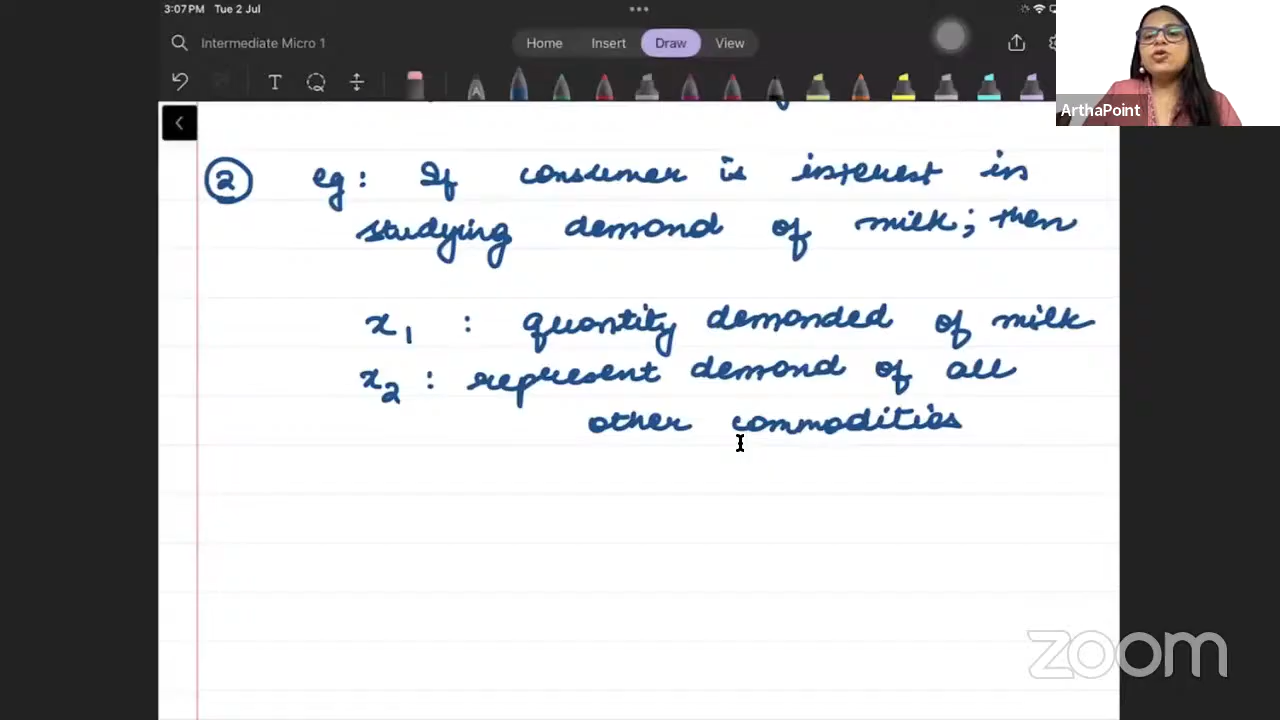 3:07 PM Tue 2 Jul
Intermediate Micro 1
Home Insert Draw View
ArthaPoint
② eg: If consumer is interest in
studying demand of milk; then
x₁ : quantity demanded of milk
x₂ : represent demand of all
other commodities
zoom